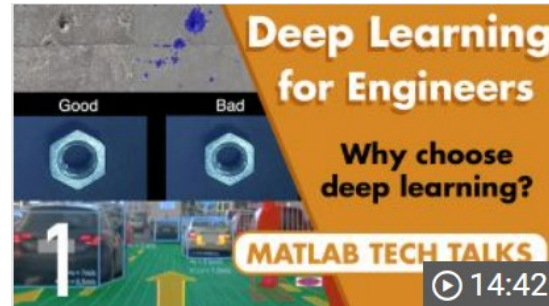 Deep Learning
for Engineers
Good
Bad
Why choose
deep learning?
1
MATLAB TECH TALKS
14:42